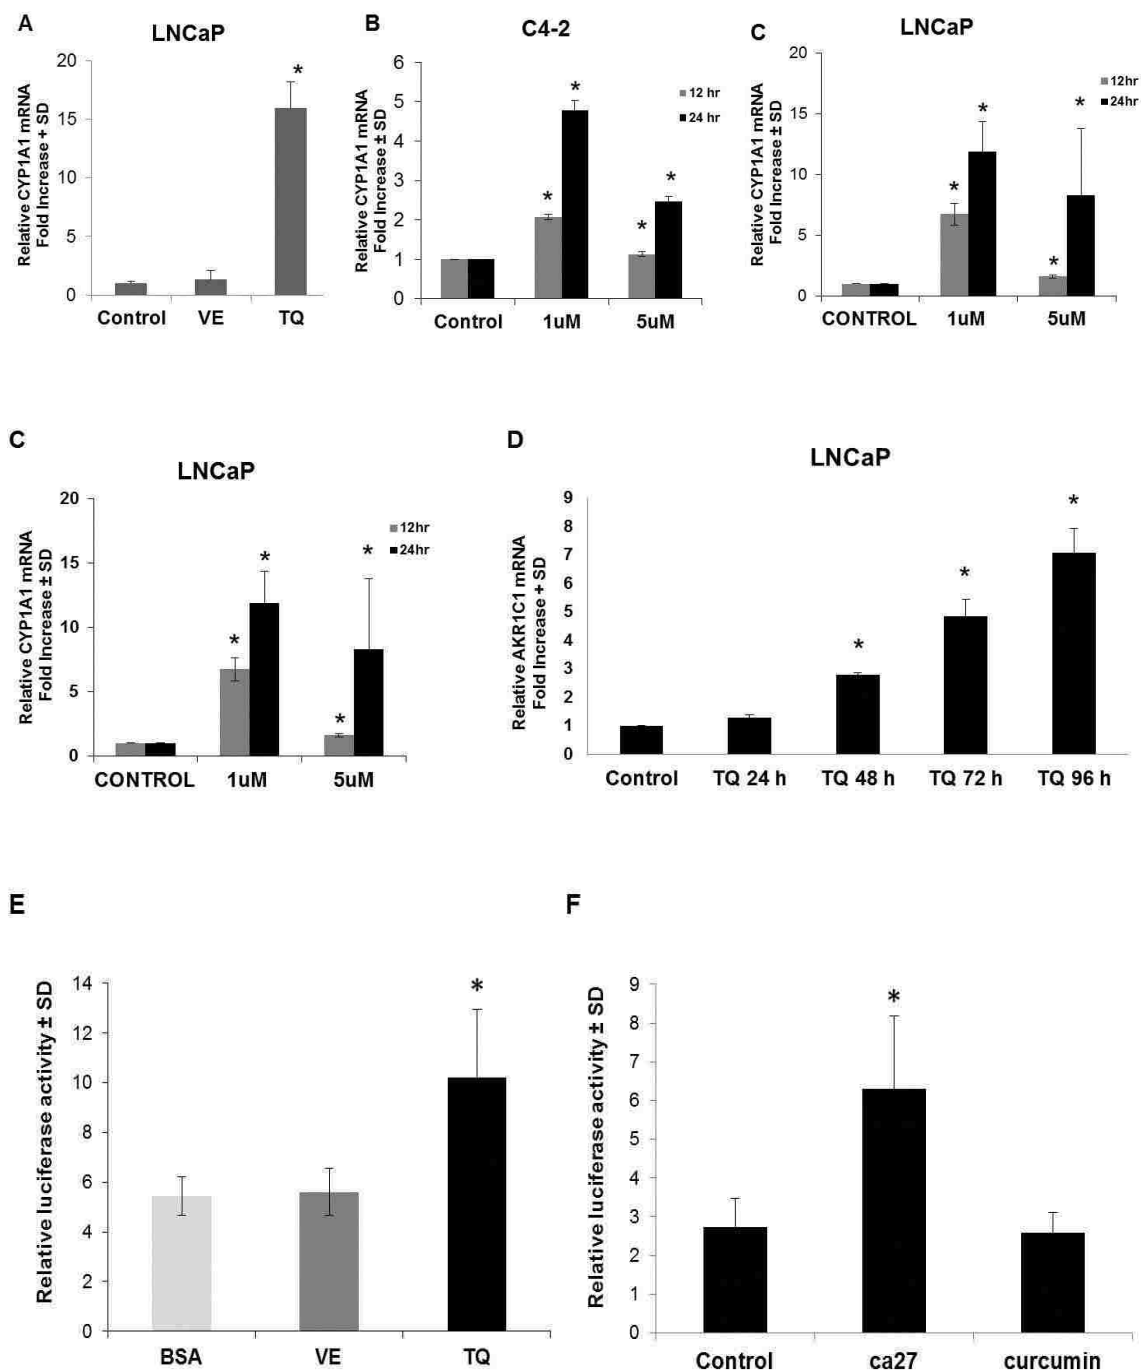 A
LNCaP
Relative CYP1A1 mRNA
Fold Increase + SD
20
15
10
5
0
*
Control VE TQ
B
C4-2
Relative CYP1A1 mRNA
Fold Increase ± SD
6
5
4
3
2
1
0
12 hr
24 hr
*
*
*
*
Control 1uM 5uM
C
LNCaP
Relative CYP1A1 mRNA
Fold Increase ± SD
20
15
10
5
0
12hr
24hr
*
*
*
*
CONTROL 1uM 5uM
C
LNCaP
Relative CYP1A1 mRNA
Fold Increase ± SD
20
15
10
5
0
12hr
24hr
*
*
*
*
CONTROL 1uM 5uM
D
LNCaP
Relative AKR1C1 mRNA
Fold Increase + SD
9
8
7
6
5
4
3
2
1
0
*
*
*
Control TQ 24 h TQ 48 h TQ 72 h TQ 96 h
E
Relative luciferase activity ± SD
14
12
10
8
6
4
2
0
*
BSA VE TQ
F
Relative luciferase activity ± SD
9
8
7
6
5
4
3
2
1
0
*
Control ca27 curcumin